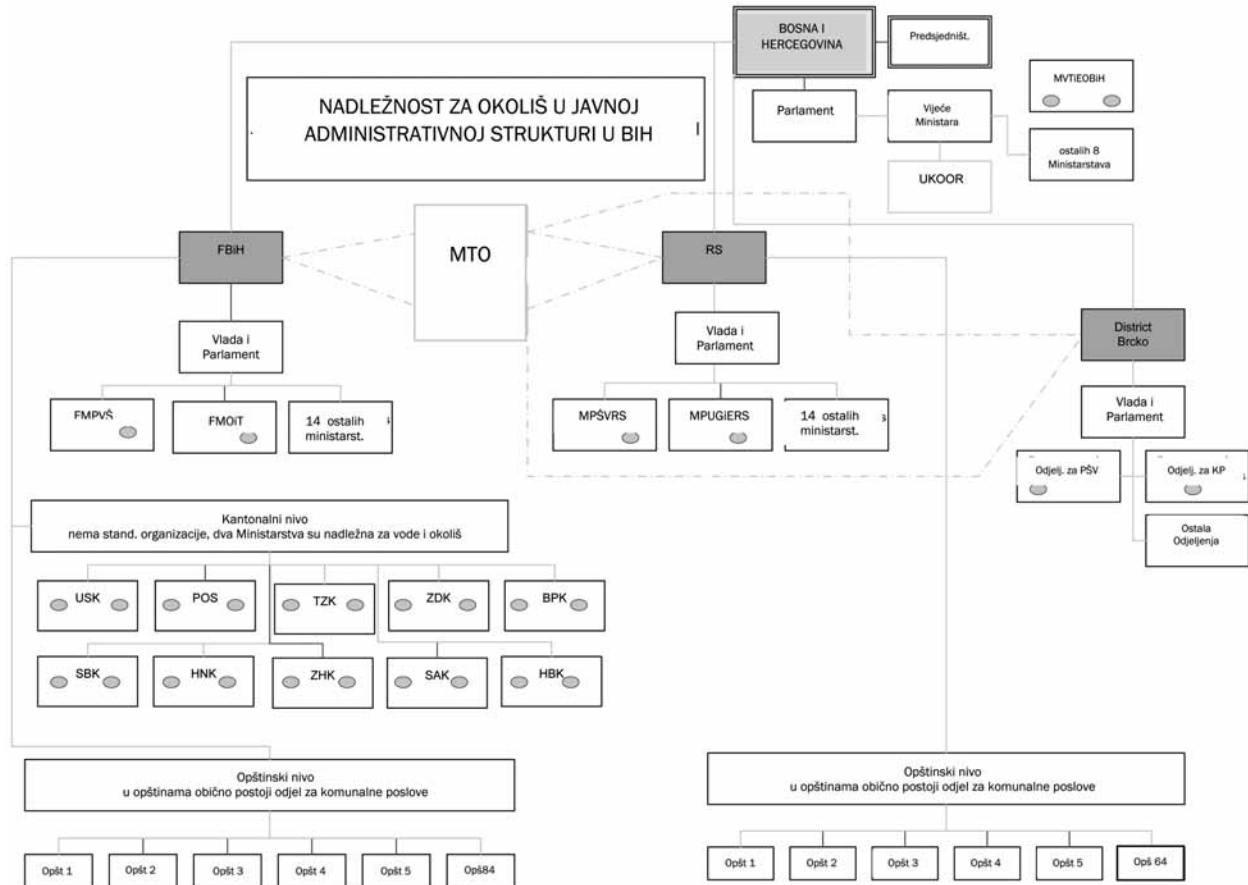 BOSNA I
HERCEGOVINA
Predsjedništ.
MVTiEOBiH
NADLEŽNOST ZA OKOLIŠ U JAVNOJ
ADMINISTRATIVNOJ STRUKTURI U BIH
Parlament
Vijeće
Ministara
ostalih 8
Ministarstava
UKOOR
FBiH
MTO
RS
District
Brcko
Vlada i
Parlament
Vlada i
Parlament
Vlada i
Parlament
FMPVŠ
FMOiT
14 ostalih
ministarst.
MPŠVRS
MPUGiERS
14 ostalih
ministarst.
Odjelj. za PŠV
Odjelj. za KP
Ostala
Odjeljenja
Kantonalni nivo
nema stand. organizacije, dva Ministarstva su nadležna za vode i okoliš
USK
POS
TZK
ZDK
BPK
SBK
HNK
ZHK
SAK
HBK
Opštinski nivo
u opštinama obično postoji odjel za komunalne poslove
Opšt 1
Opšt 2
Opšt 3
Opšt 4
Opšt 5
Opš84
Opštinski nivo
u opštinama obično postoji odjel za komunalne poslove
Opšt 1
Opšt 2
Opšt 3
Opšt 4
Opšt 5
Opš 64